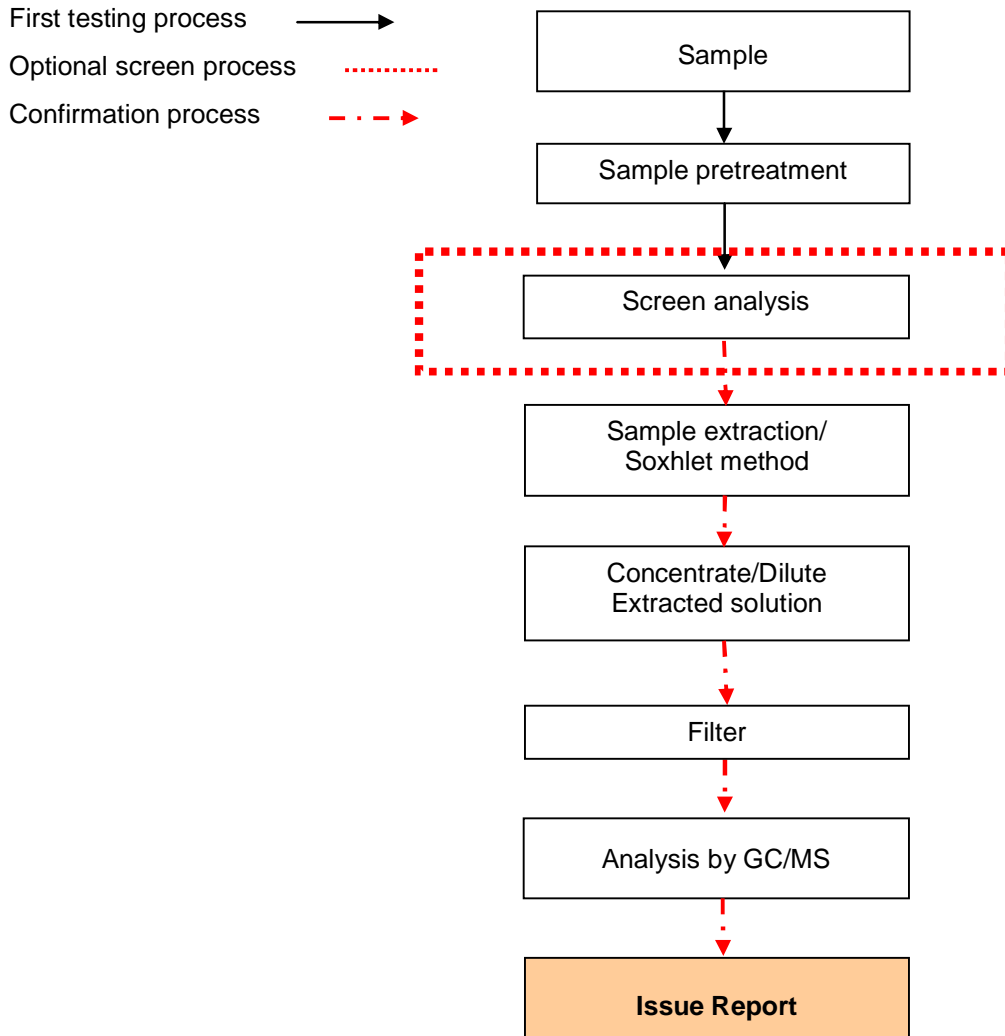 First testing process
Optional screen process
Confirmation process
Sample
Sample pretreatment
Screen analysis
Sample extraction/
Soxhlet method
Concentrate/Dilute
Extracted solution
Filter
Analysis by GC/MS
Issue Report